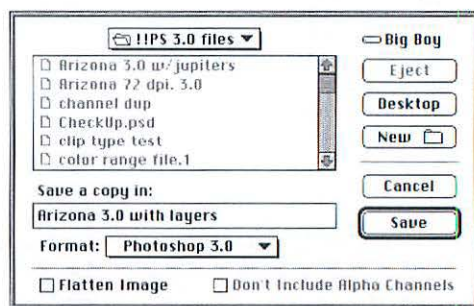 !!PS 3.0 files
Big Boy
Arizona 3.0 w/jupiters
Arizona 72 dpi. 3.0
channel dup
CheckUp.psd
clip type test
color range file.1
Eject
Desktop
New
Save a copy in:
Arizona 3.0 with layers
Cancel
Save
Format: Photoshop 3.0
Flatten Image
Don't Include Alpha Channels